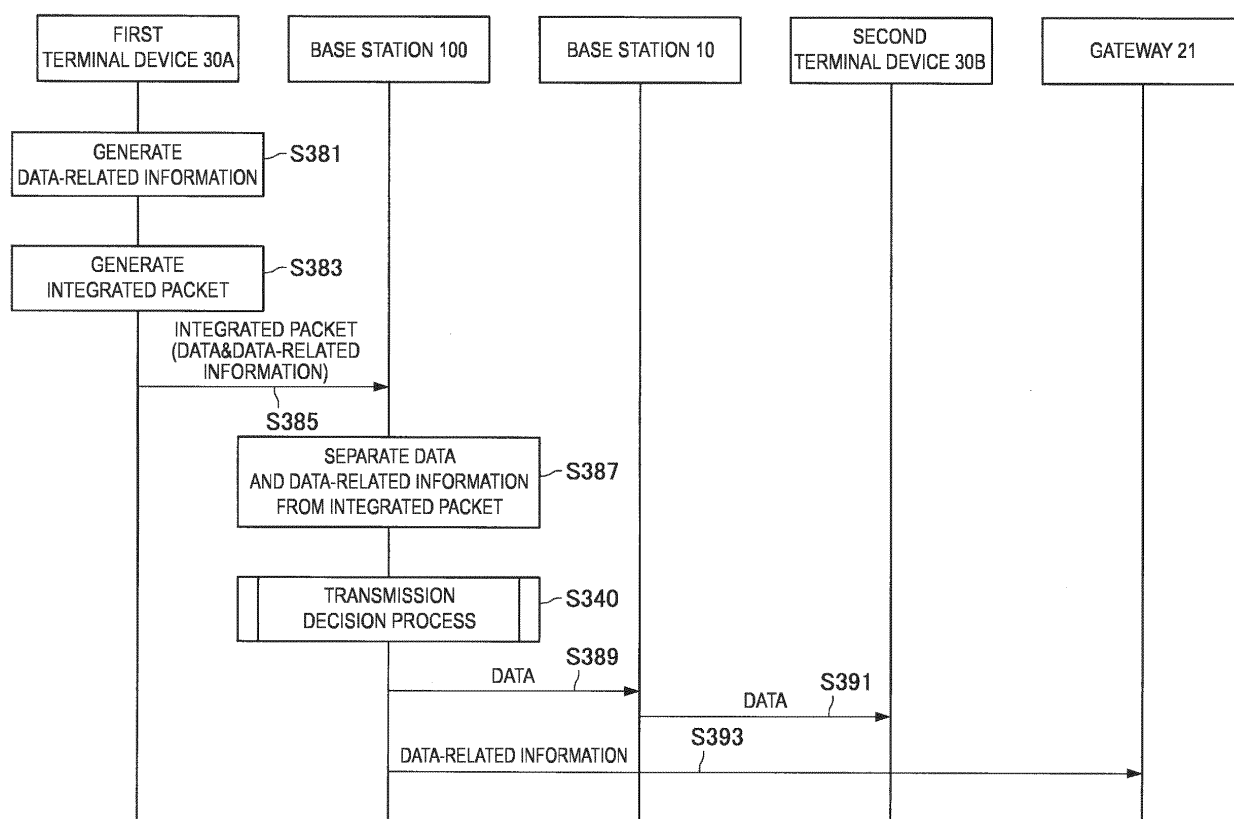 FIRST
TERMINAL DEVICE 30A
BASE STATION 100
BASE STATION 10
SECOND
TERMINAL DEVICE 30B
GATEWAY 21
GENERATE
DATA-RELATED INFORMATION
S381
GENERATE
INTEGRATED PACKET
S383
INTEGRATED PACKET
(DATA&DATA-RELATED
INFORMATION)
S385
SEPARATE DATA
AND DATA-RELATED INFORMATION
FROM INTEGRATED PACKET
S387
TRANSMISSION
DECISION PROCESS
S340
DATA
S389
DATA
S391
DATA-RELATED INFORMATION
S393